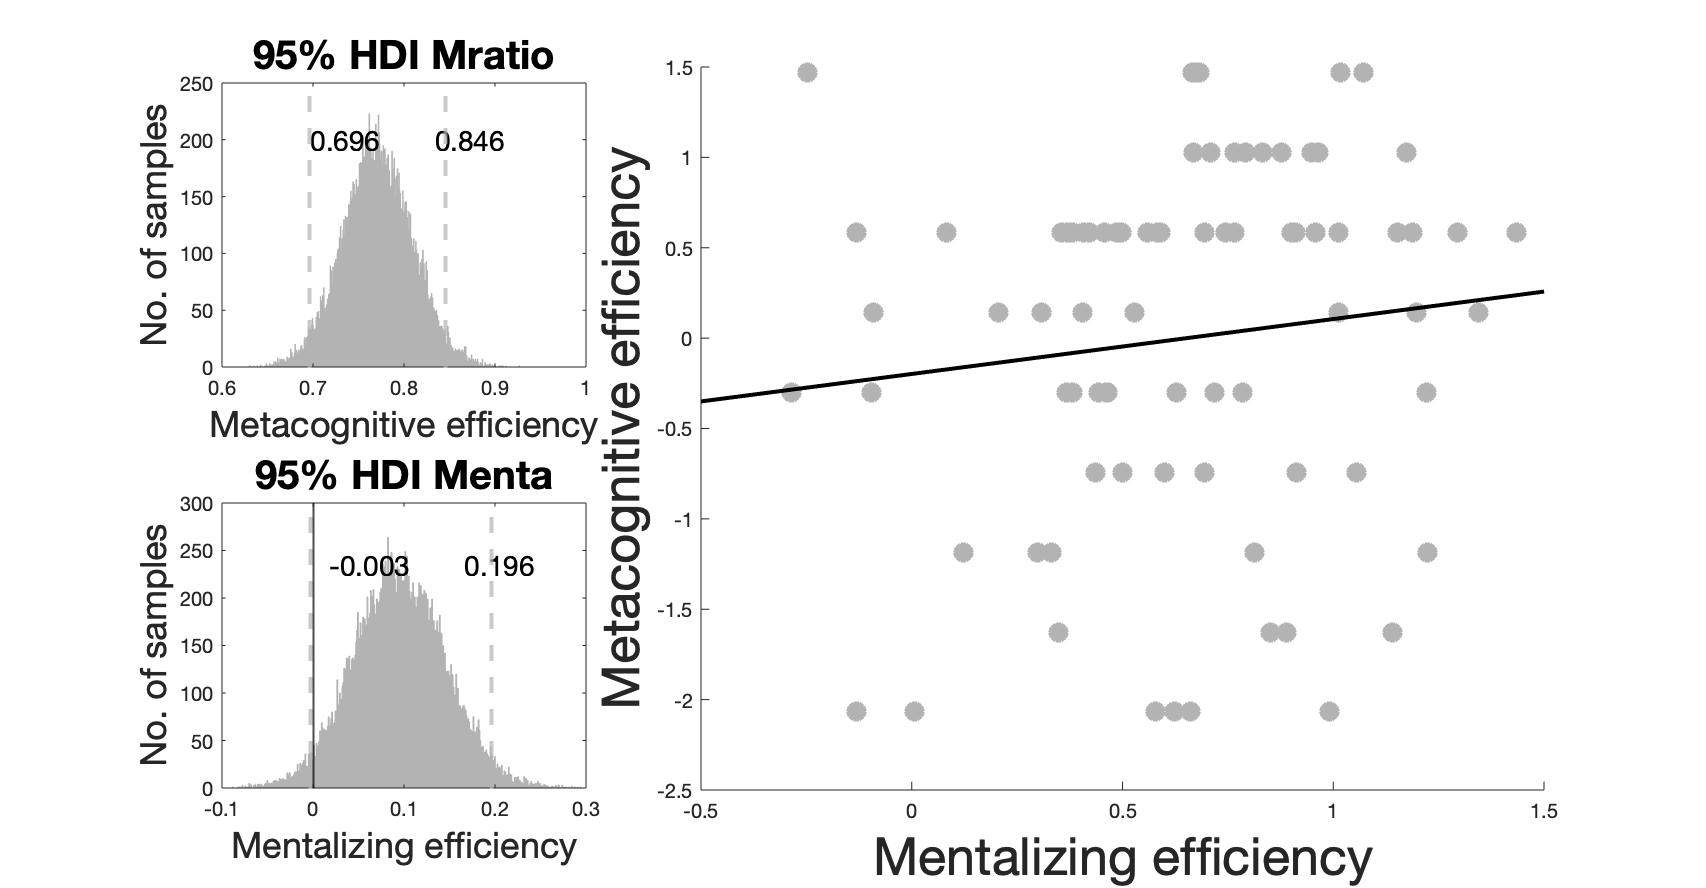 95% HDI Mratio
250
200
150
100
50
0
No. of samples
0.696
0.846
0.6 0.7 0.8 0.9 1
Metacognitive efficiency
95% HDI Menta
300
250
200
150
100
50
0
No. of samples
-0.003
0.196
-0.1 0 0.1 0.2 0.3
Mentalizing efficiency
1.5
1
0.5
0
-0.5
-1
-1.5
-2
-2.5
Metacognitive efficiency
-0.5 0 0.5 1 1.5
Mentalizing efficiency